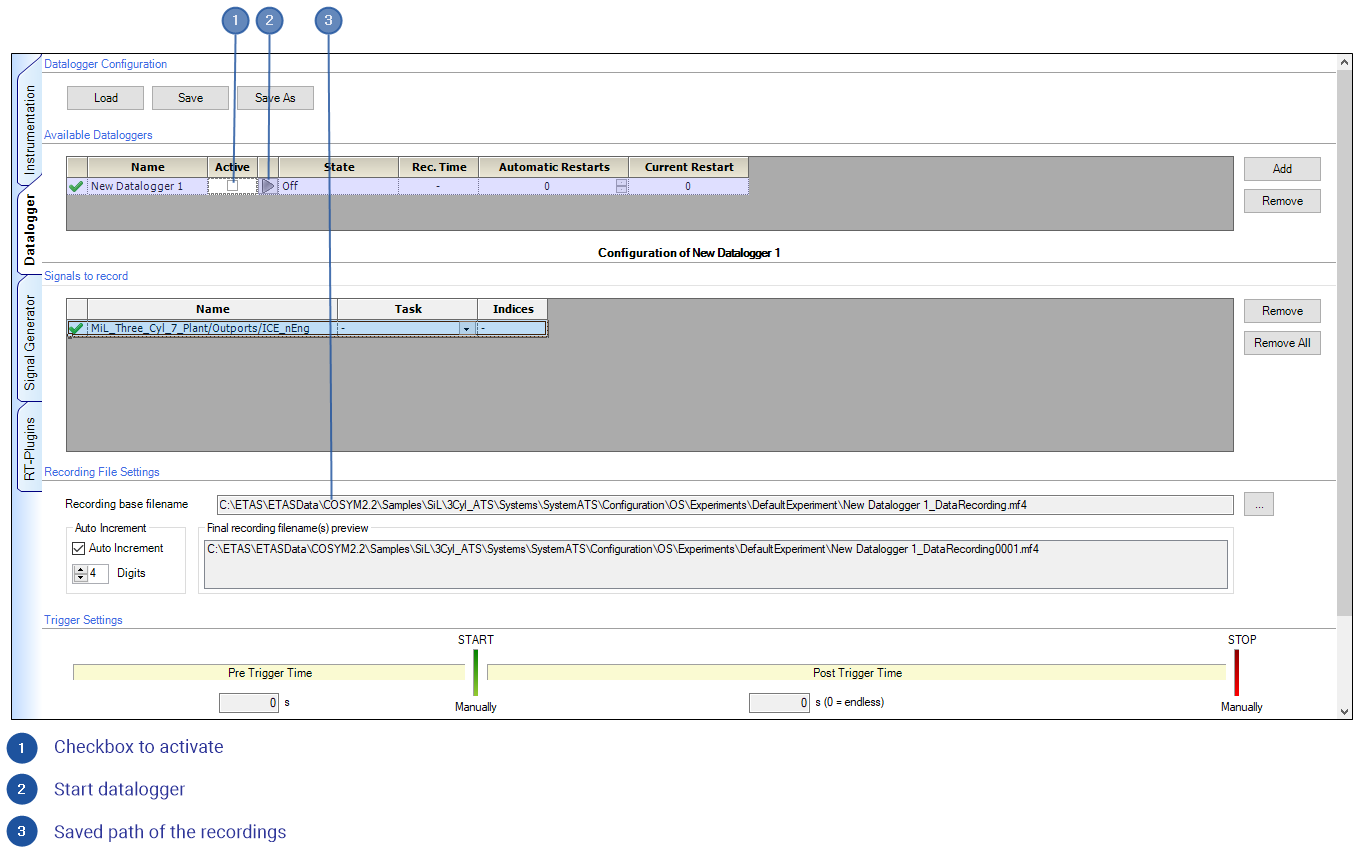 1 2 3
Datalogger Configuration
Load Save Save As
Available Dataloggers
Name Active State Rec. Time Automatic Restarts Current Restart
New Datalogger 1 Off - 0 0
Add
Remove
Configuration of New Datalogger 1
Signals to record
Name Task Indices
MiL_Three_Cyl_7_Plant/Outports/ICE_nEng - -
Remove
Remove All
Instrumentation
Datalogger
Signal Generator
RT-Plugins
Recording File Settings
Recording base filename C:\ETAS\ETASData\COSYM2.2\Samples\SiL\3Cyl_ATS\Systems\SystemATS\Configuration\OS\Experiments\DefaultExperiment\New Datalogger 1_DataRecording.mf4 ...
Auto Increment
Auto Increment
4 Digits
Final recording filename(s) preview
C:\ETAS\ETASData\COSYM2.2\Samples\SiL\3Cyl_ATS\Systems\SystemATS\Configuration\OS\Experiments\DefaultExperiment\New Datalogger 1_DataRecording0001.mf4
Trigger Settings
START STOP
Pre Trigger Time Post Trigger Time
0 s 0 s (0 = endless)
Manually Manually
1 Checkbox to activate
2 Start datalogger
3 Saved path of the recordings